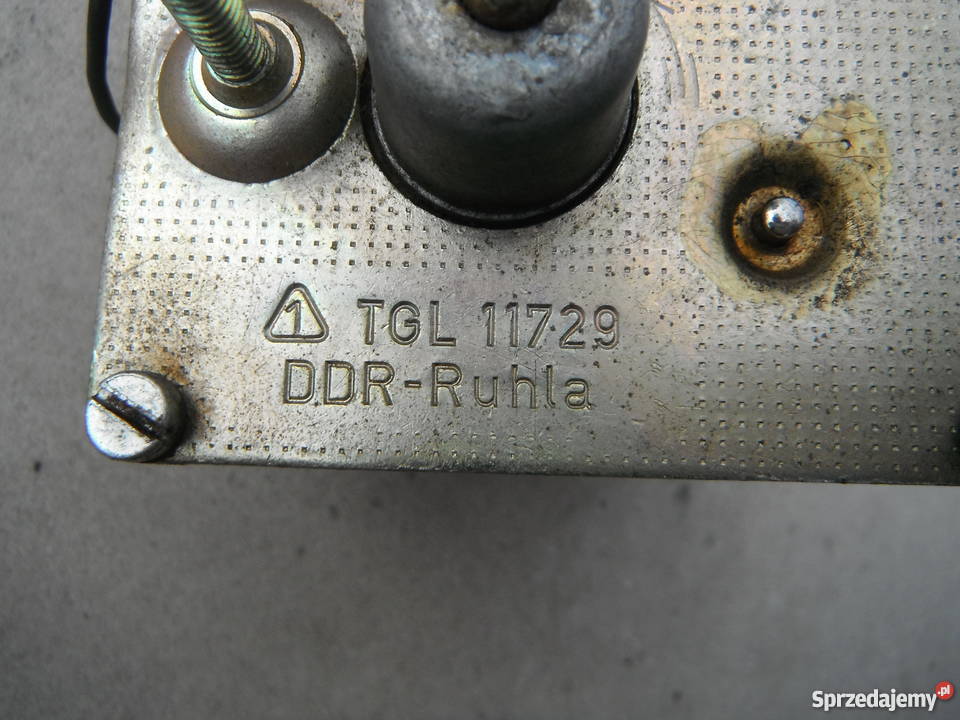 1 TGL 11729
DDR-Ruhla
Sprzedajemy.pl